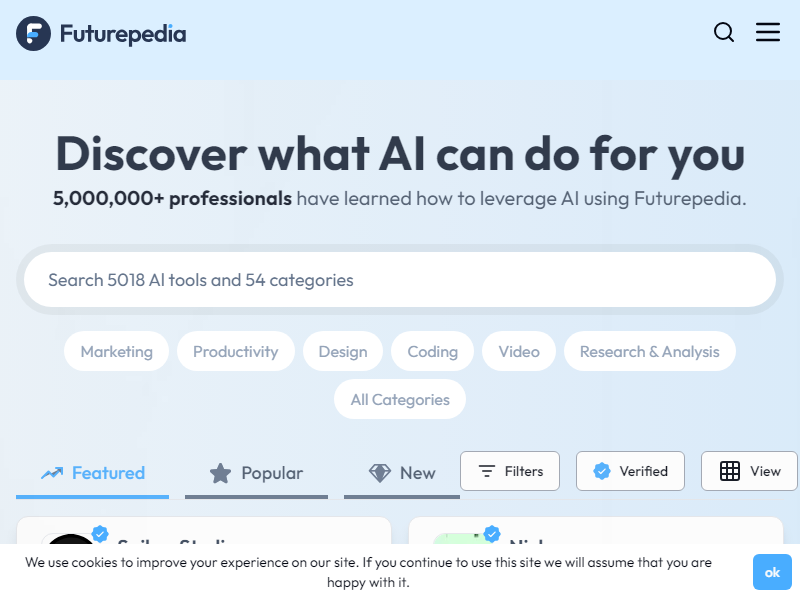 Futurepedia
Discover what AI can do for you
5,000,000+ professionals have learned how to leverage AI using Futurepedia.
Search 5018 AI tools and 54 categories
Marketing Productivity Design Coding Video Research & Analysis
All Categories
Featured Popular New Filters Verified View
We use cookies to improve your experience on our site. If you continue to use this site we will assume that you are
happy with it.
ok